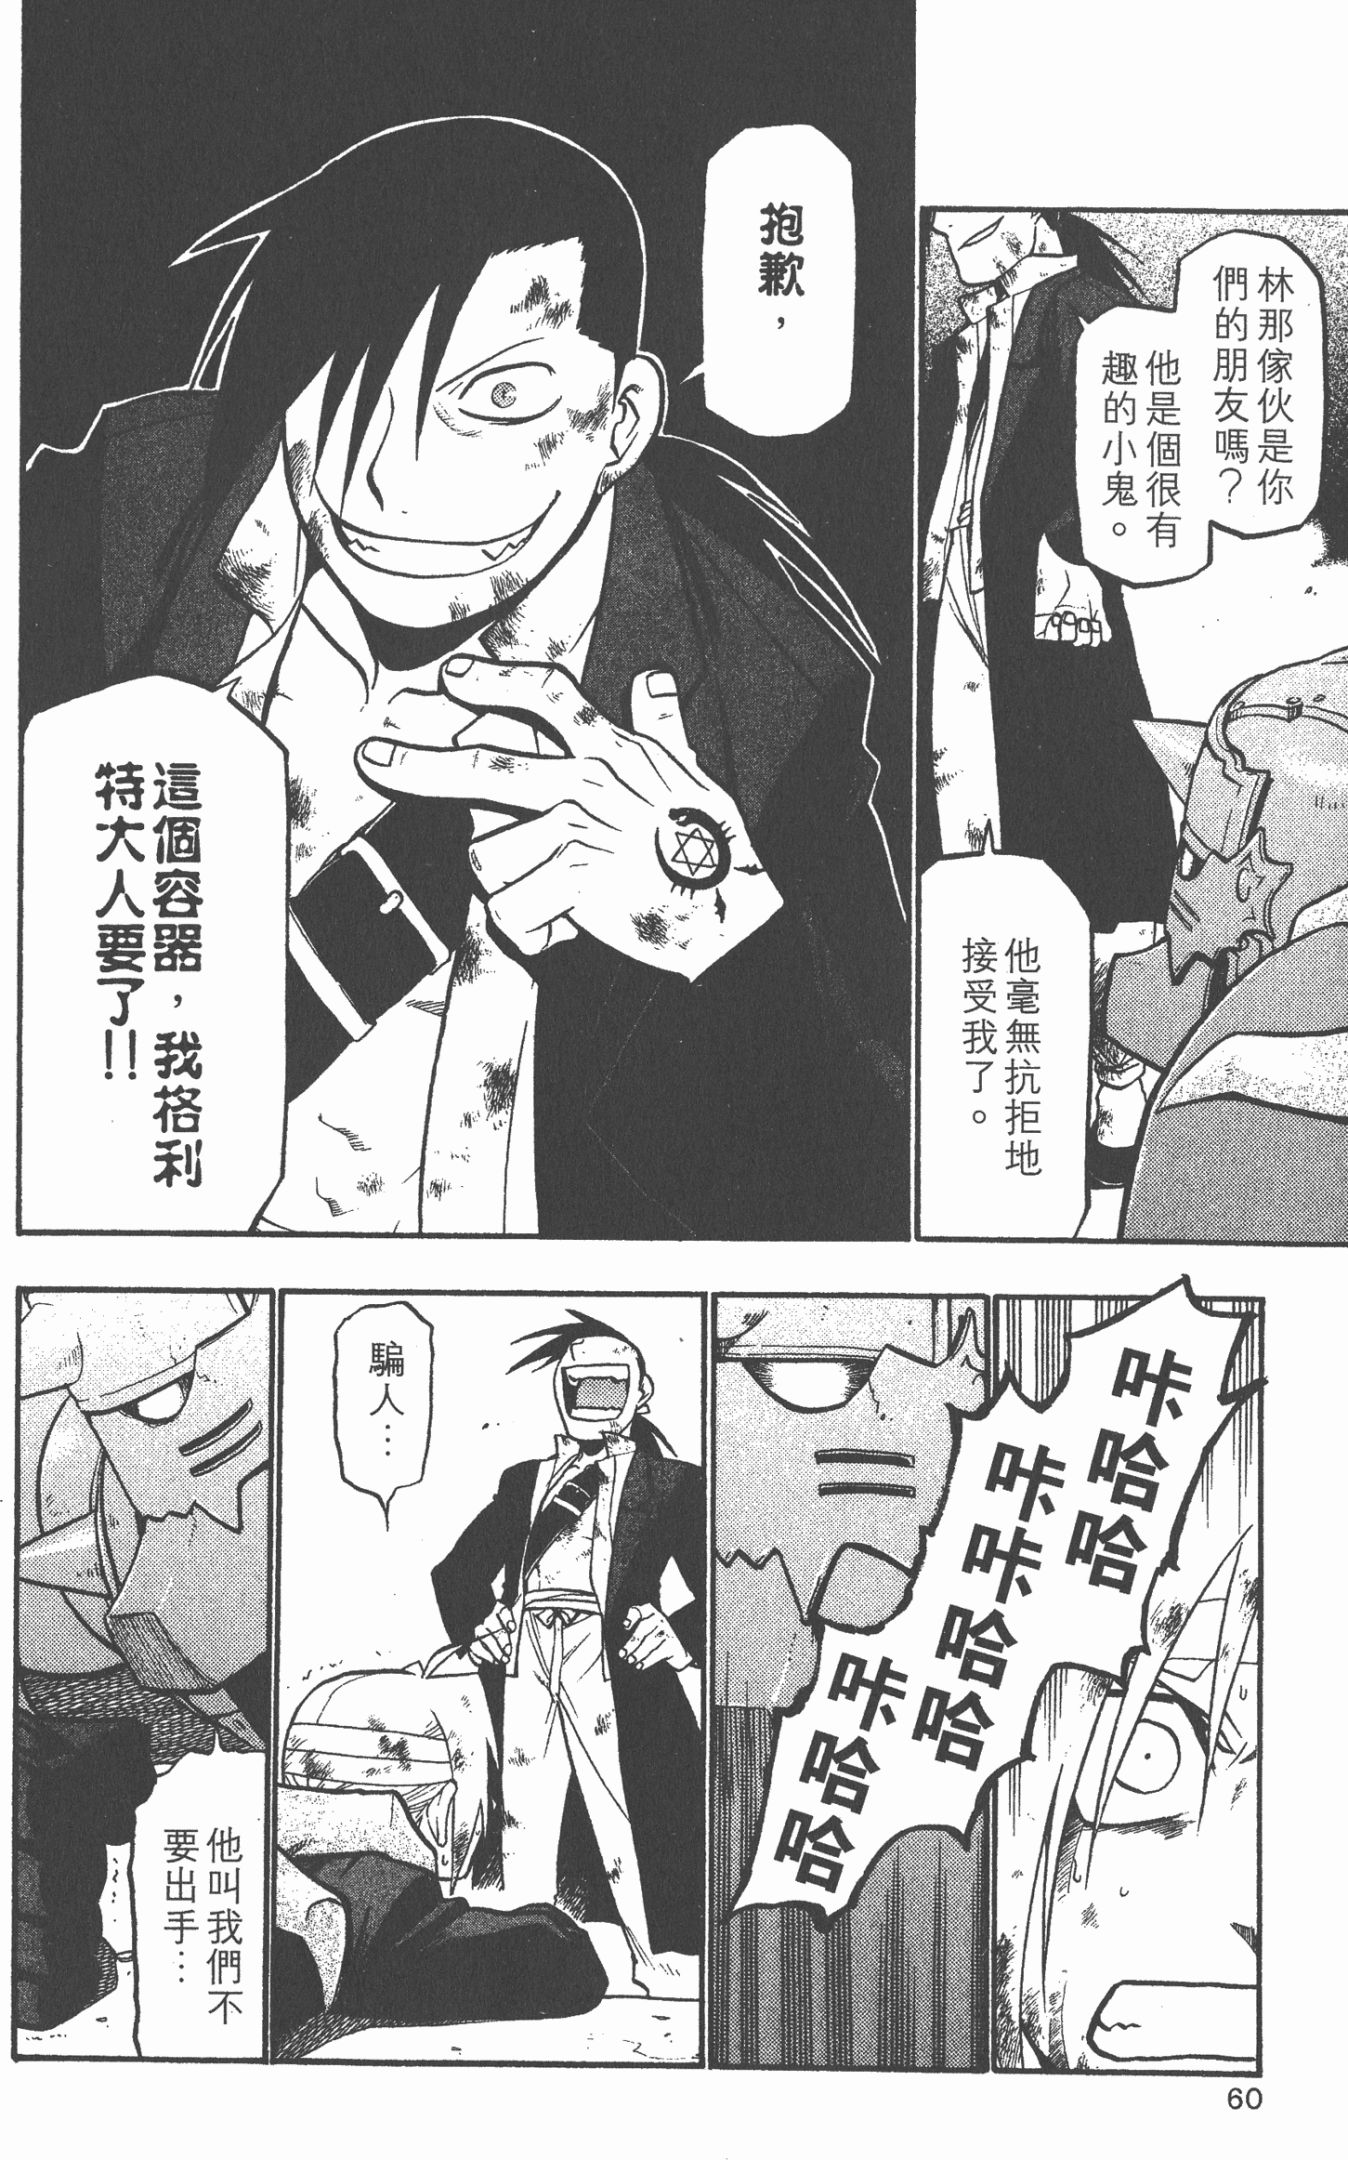 林那傢伙是你
們的朋友嗎？
他是個很有
趣的小鬼。
他毫無抗拒地
接受我了。
抱歉，
這個容器，我格利
特大人要了!!
咔哈哈
咔咔哈哈
咔哈哈
騙人…
他叫我們不
要出手…
60